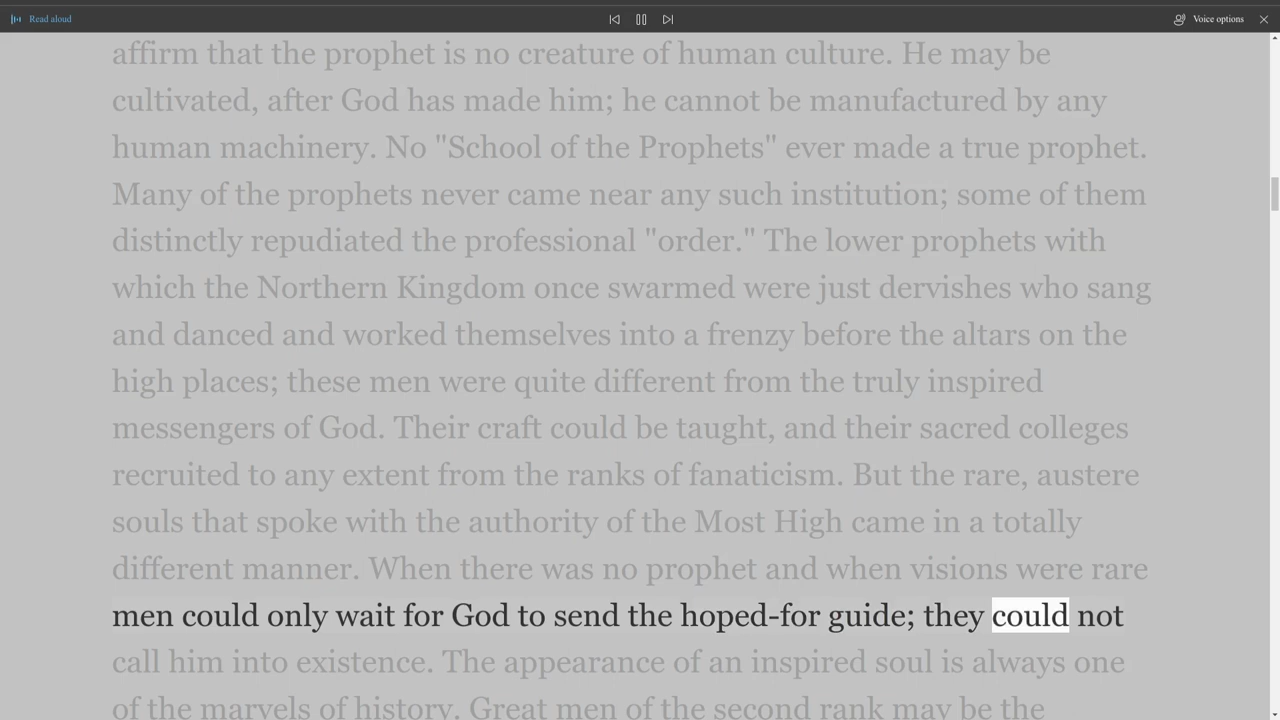 Read aloud
Voice options
affirm that the prophet is no creature of human culture. He may be
cultivated, after God has made him; he cannot be manufactured by any
human machinery. No "School of the Prophets" ever made a true prophet.
Many of the prophets never came near any such institution; some of them
distinctly repudiated the professional "order." The lower prophets with
which the Northern Kingdom once swarmed were just dervishes who sang
and danced and worked themselves into a frenzy before the altars on the
high places; these men were quite different from the truly inspired
messengers of God. Their craft could be taught, and their sacred colleges
recruited to any extent from the ranks of fanaticism. But the rare, austere
souls that spoke with the authority of the Most High came in a totally
different manner. When there was no prophet and when visions were rare
men could only wait for God to send the hoped-for guide; they could not
call him into existence. The appearance of an inspired soul is always one
of the marvels of history. Great men of the second rank may be the